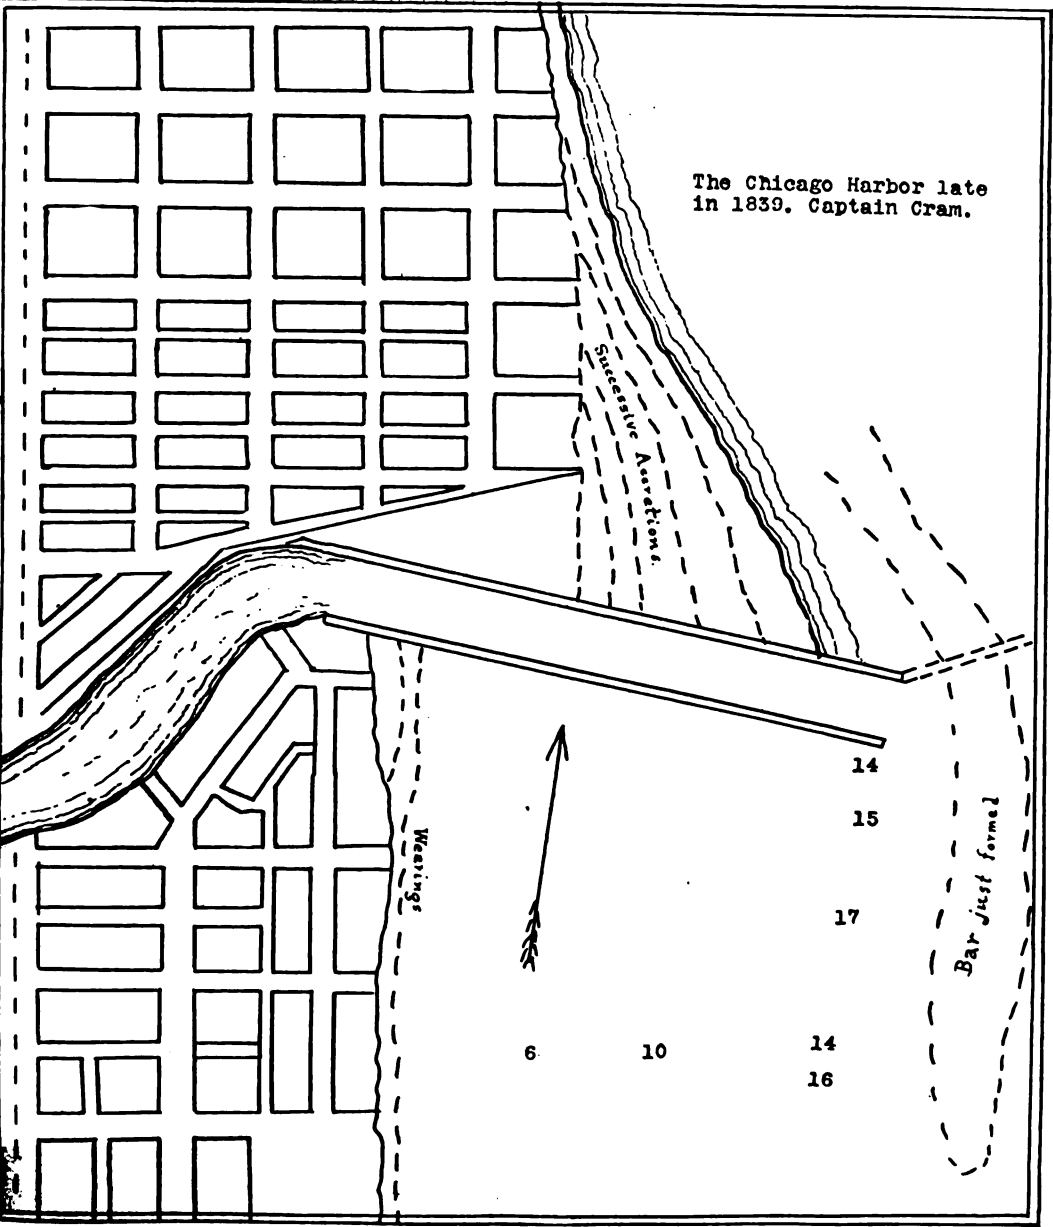 The Chicago Harbor late
in 1839. Captain Cram.
Successive Accretions.
14
15
Wearings
17
Bar just formed
6
10
14
16